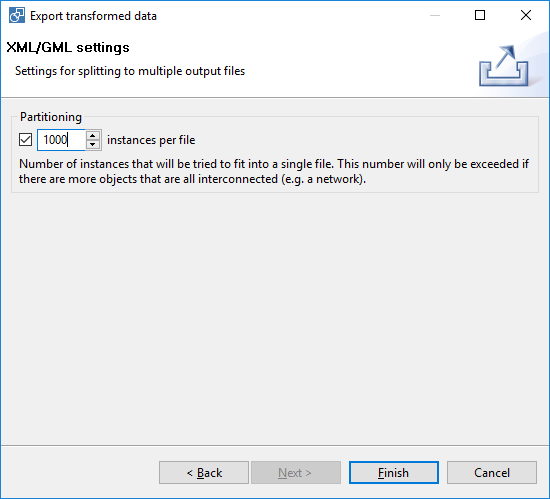 Export transformed data
XML/GML settings
Settings for splitting to multiple output files
Partitioning
1000 instances per file
Number of instances that will be tried to fit into a single file. This number will only be exceeded if
there are more objects that are all interconnected (e.g. a network).
< Back Next > Finish Cancel